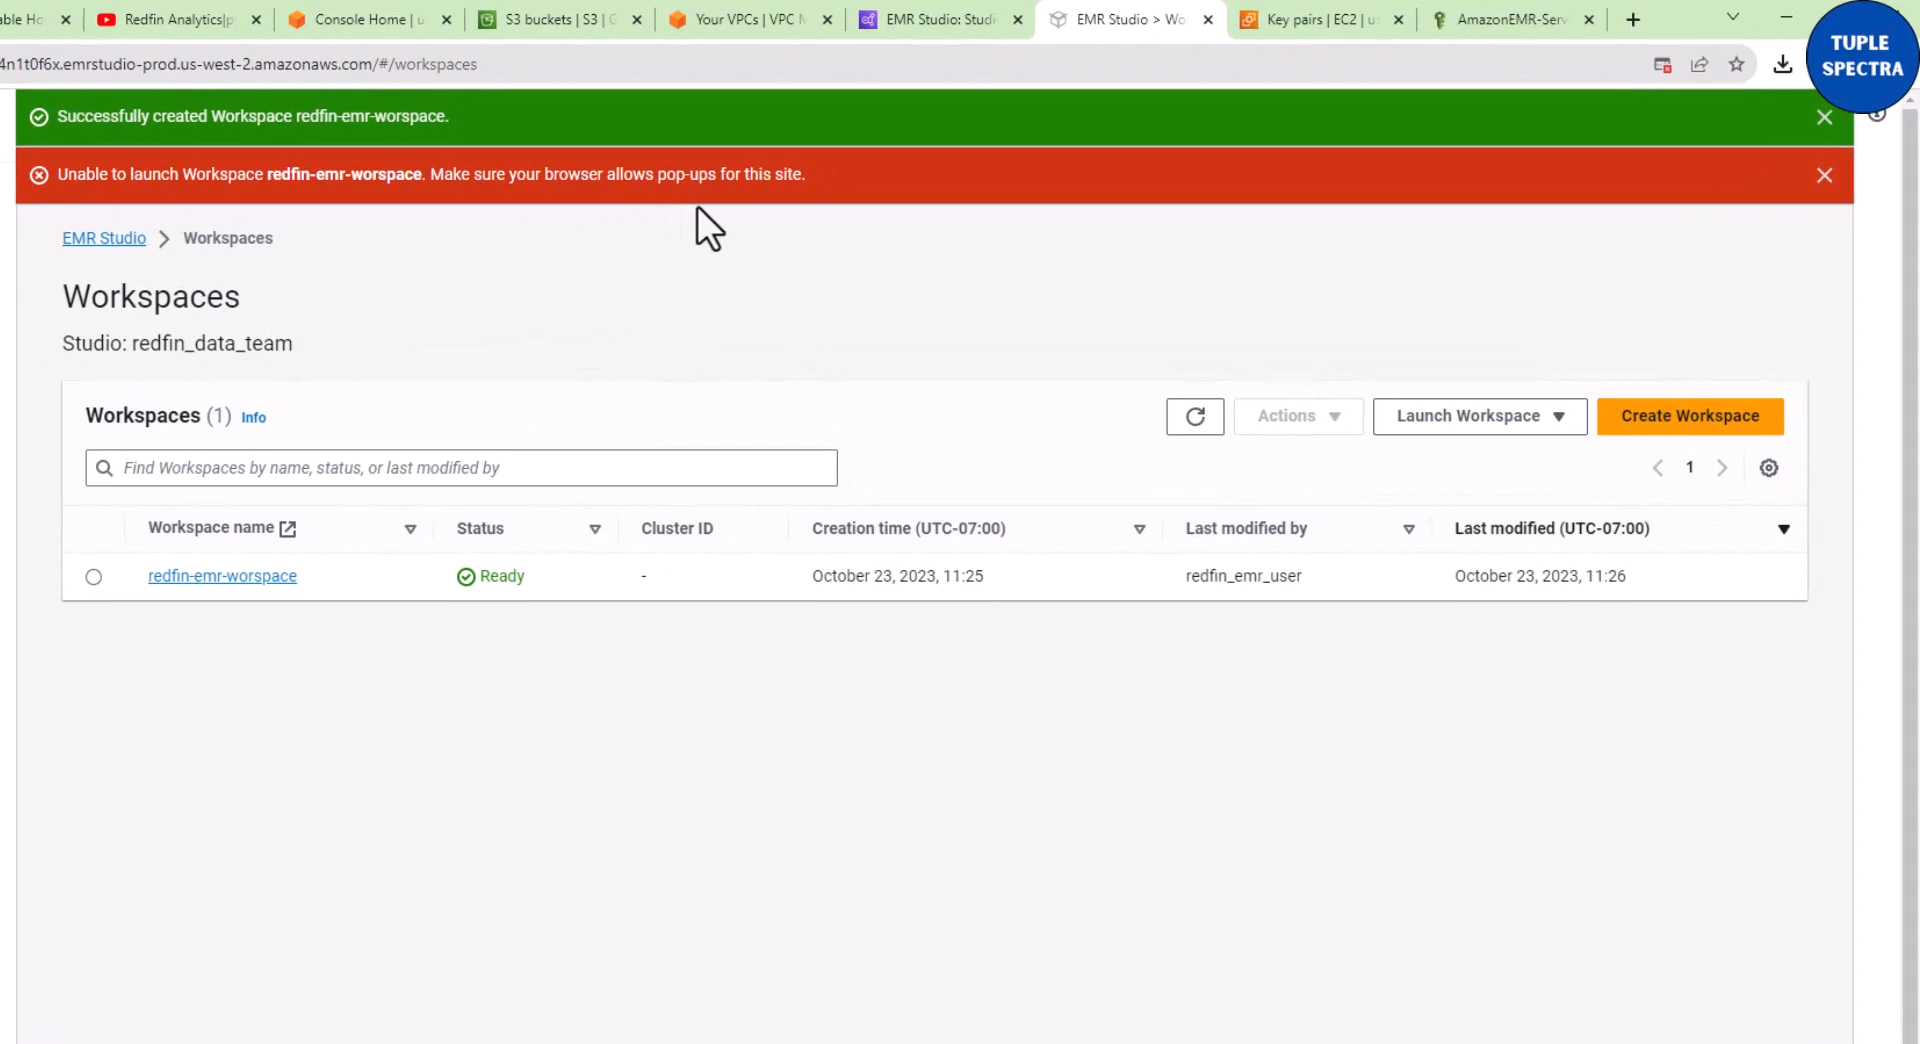 able Ho
Redfin Analytics|p
Console Home | u
S3 buckets | S3 | G
Your VPCs | VPC M
EMR Studio: Studi
EMR Studio > Wo
Key pairs | EC2 | us
AmazonEMR-Serv
TUPLE
SPECTRA
4n1t0f6x.emrstudio-prod.us-west-2.amazonaws.com/#/workspaces
Successfully created Workspace redfin-emr-worspace.
Unable to launch Workspace redfin-emr-worspace. Make sure your browser allows pop-ups for this site.
EMR Studio > Workspaces
Workspaces
Studio: redfin_data_team
Workspaces (1) Info
Actions
Launch Workspace
Create Workspace
Find Workspaces by name, status, or last modified by
1
Workspace name Status Cluster ID Creation time (UTC-07:00) Last modified by Last modified (UTC-07:00)
redfin-emr-worspace Ready - October 23, 2023, 11:25 redfin_emr_user October 23, 2023, 11:26